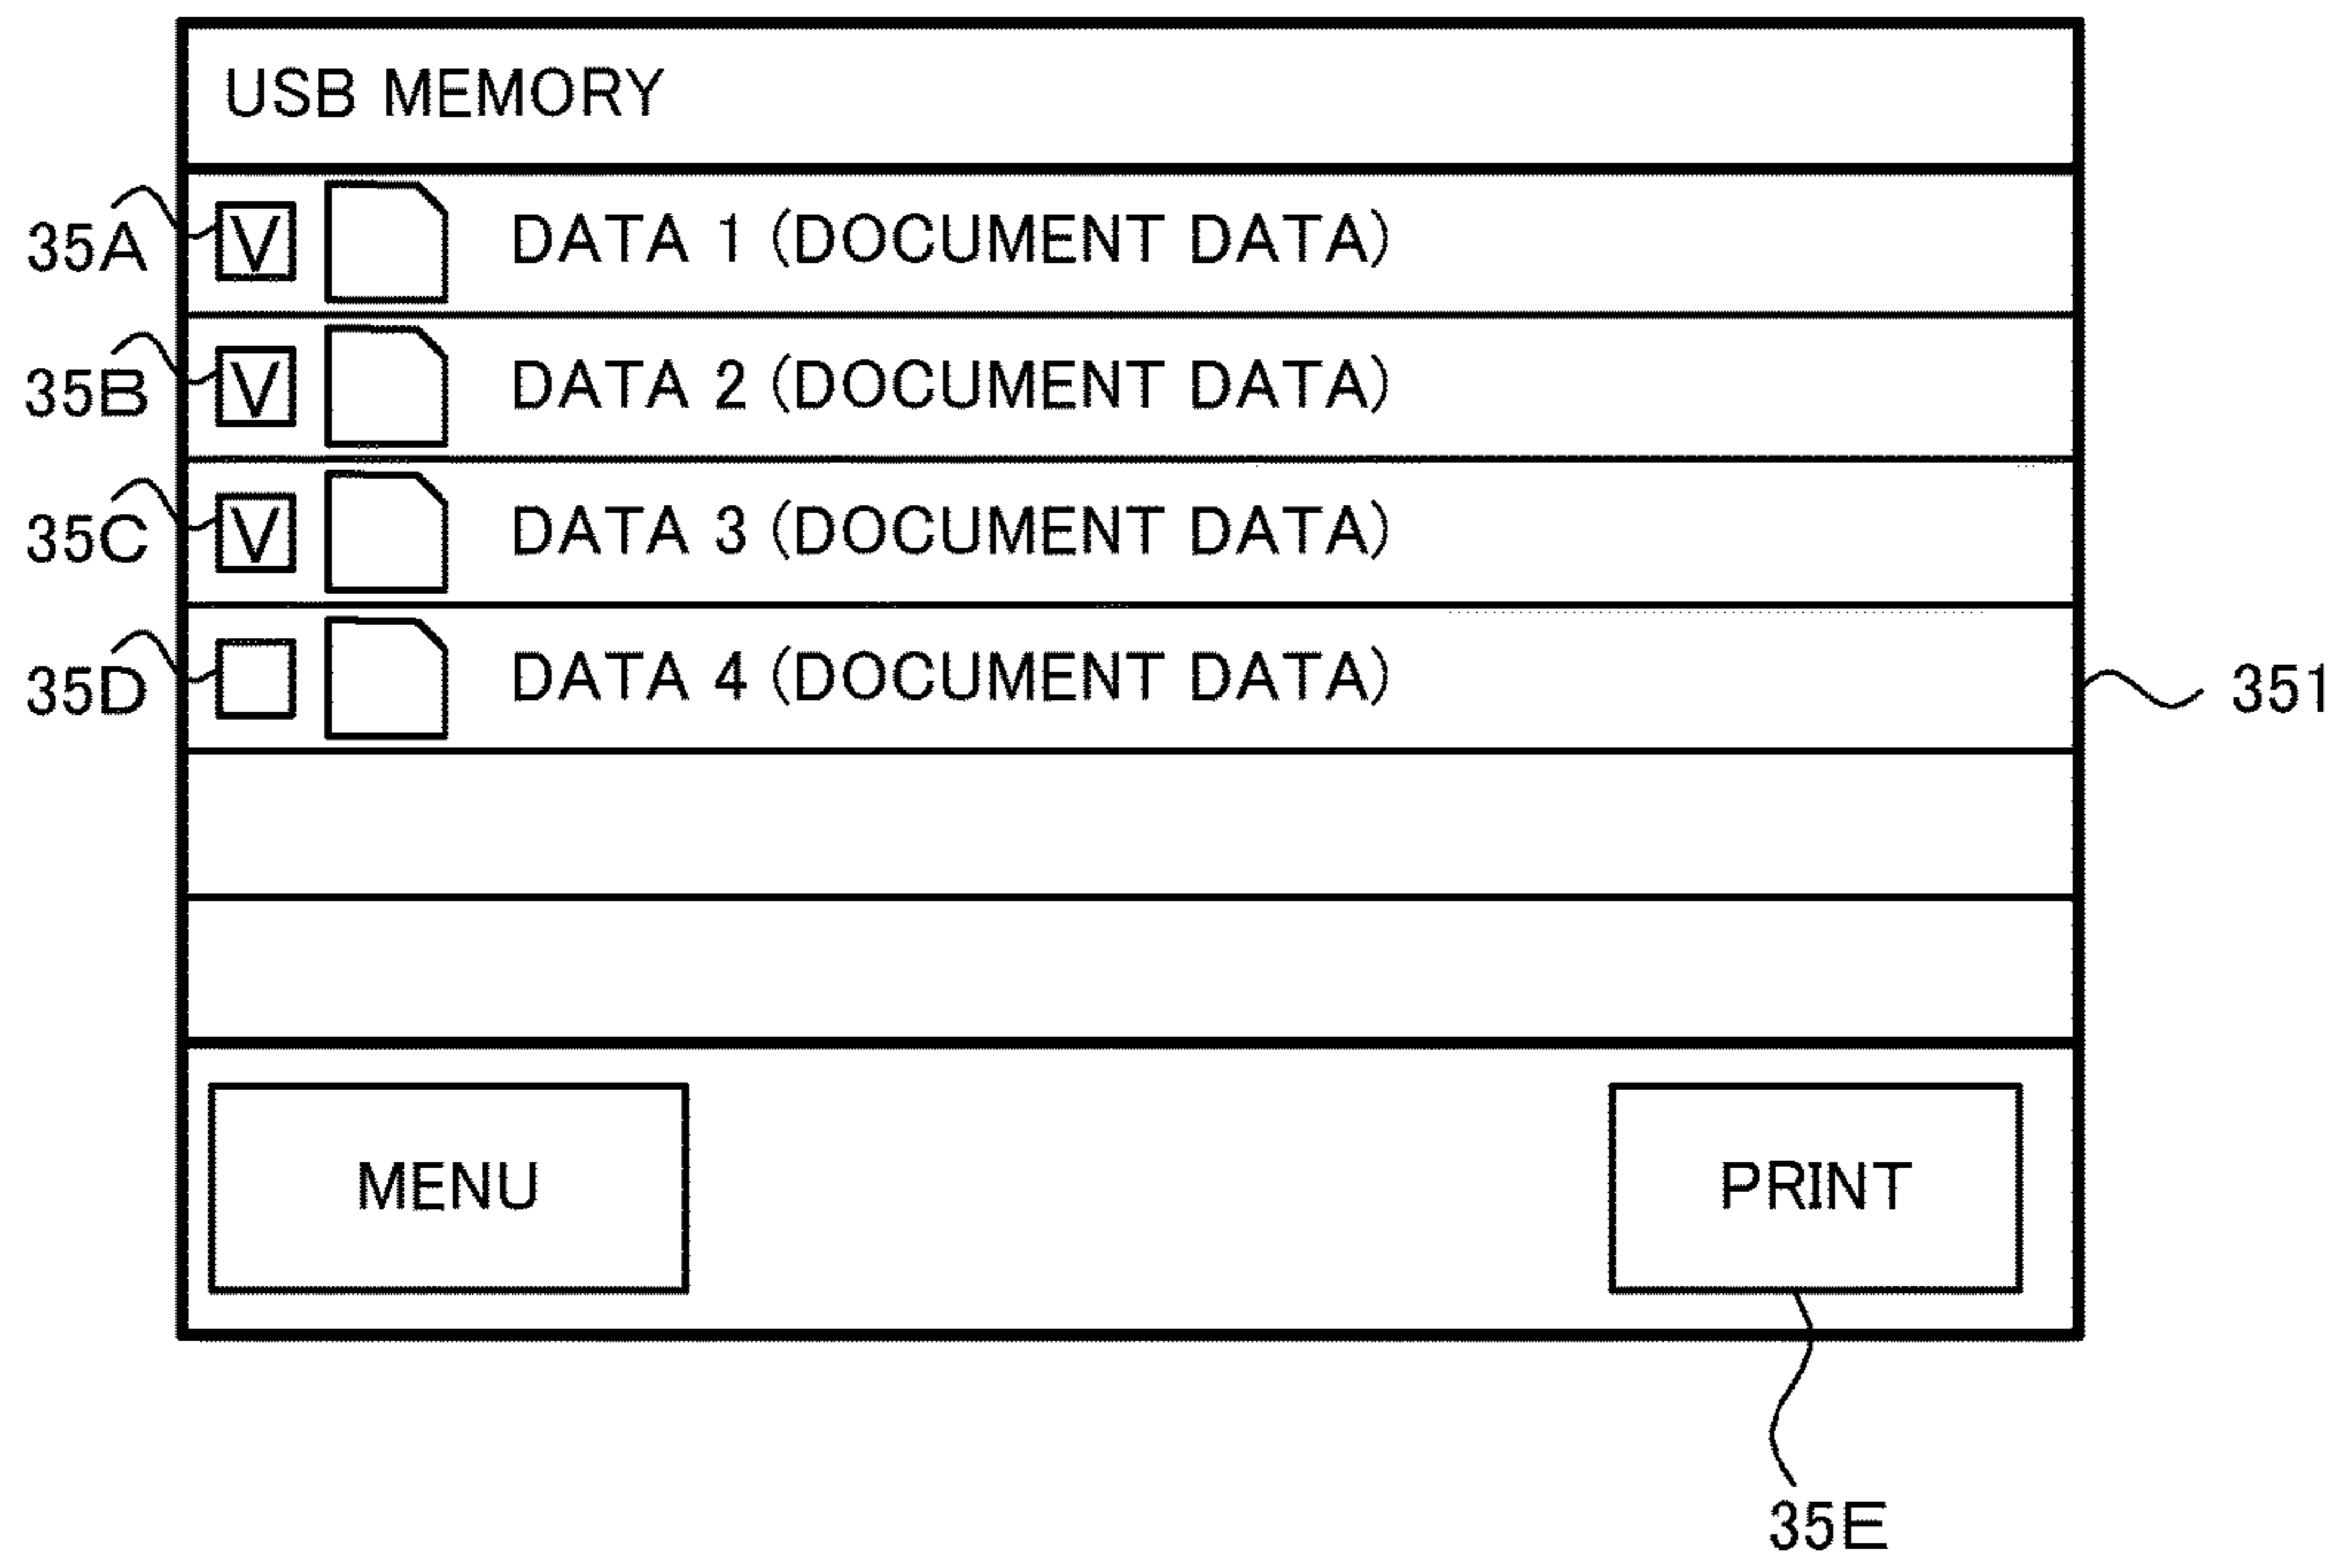 USB MEMORY
35A V DATA 1 (DOCUMENT DATA)
35B V DATA 2 (DOCUMENT DATA)
35C V DATA 3 (DOCUMENT DATA)
35D DATA 4 (DOCUMENT DATA)
351
MENU PRINT
35E